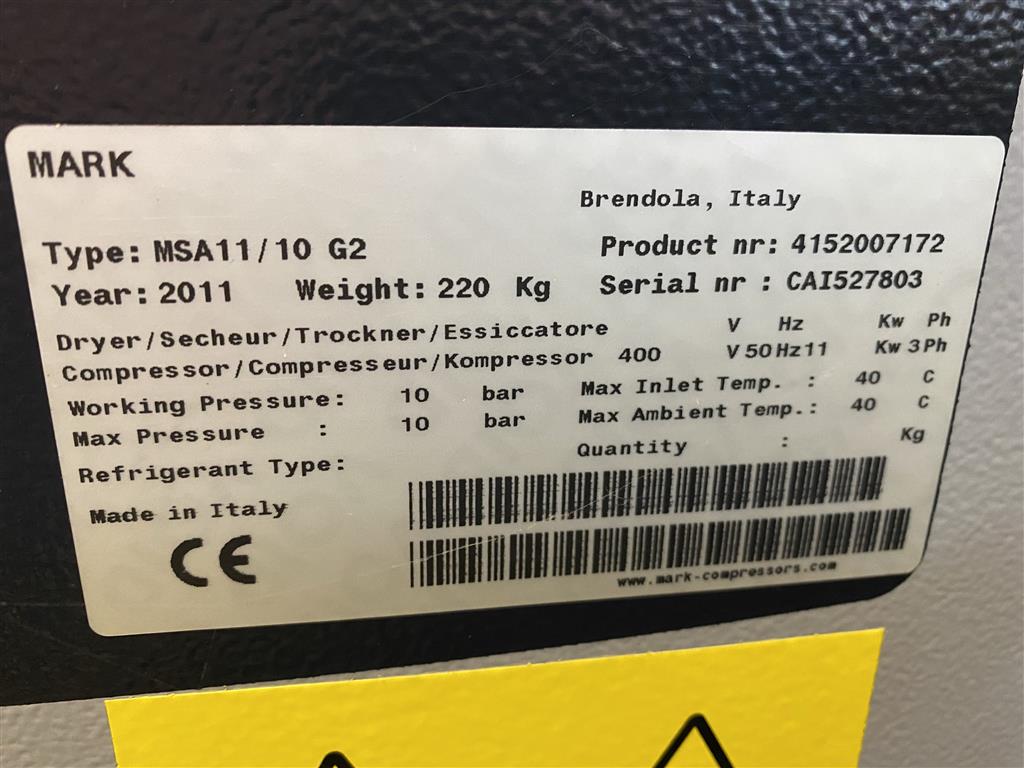 MARK
Brendola, Italy
Type: MSA11/10 G2 Product nr: 4152007172
Year: 2011 Weight: 220 Kg Serial nr : CAI527803
Dryer/Secheur/Trockner/Essiccatore V Hz Kw Ph
Compressor/Compresseur/Kompressor 400 V 50 Hz 11 Kw 3 Ph
Working Pressure: 10 bar Max Inlet Temp. : 40 C
Max Pressure : 10 bar Max Ambient Temp.: 40 C
Refrigerant Type: Quantity : Kg
Made in Italy
CE
www.mark-compressors.com